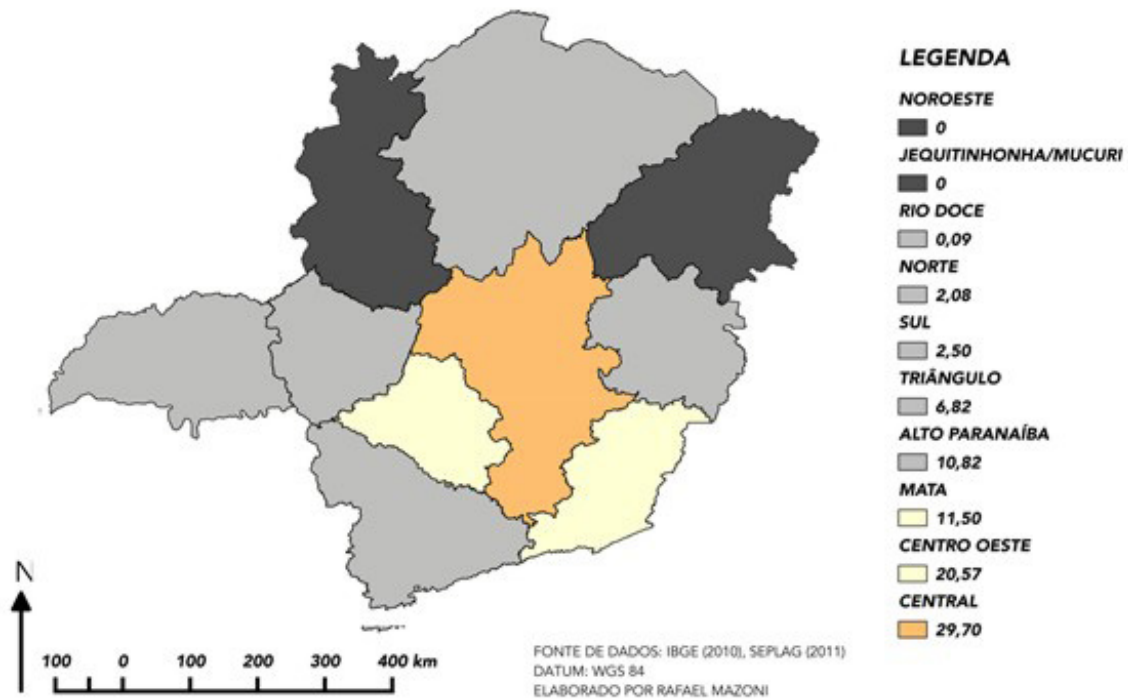 LEGENDA
NOROESTE
0
JEQUITINHONHA/MUCURI
0
RIO DOCE
0,09
NORTE
2,08
SUL
2,50
TRIÂNGULO
6,82
ALTO PARANAÍBA
10,82
MATA
11,50
CENTRO OESTE
20,57
CENTRAL
29,70
N
100 0 100 200 300 400 km
FONTE DE DADOS: IBGE (2010), SEPLAG (2011)
DATUM: WGS 84
ELABORADO POR RAFAEL MAZONI